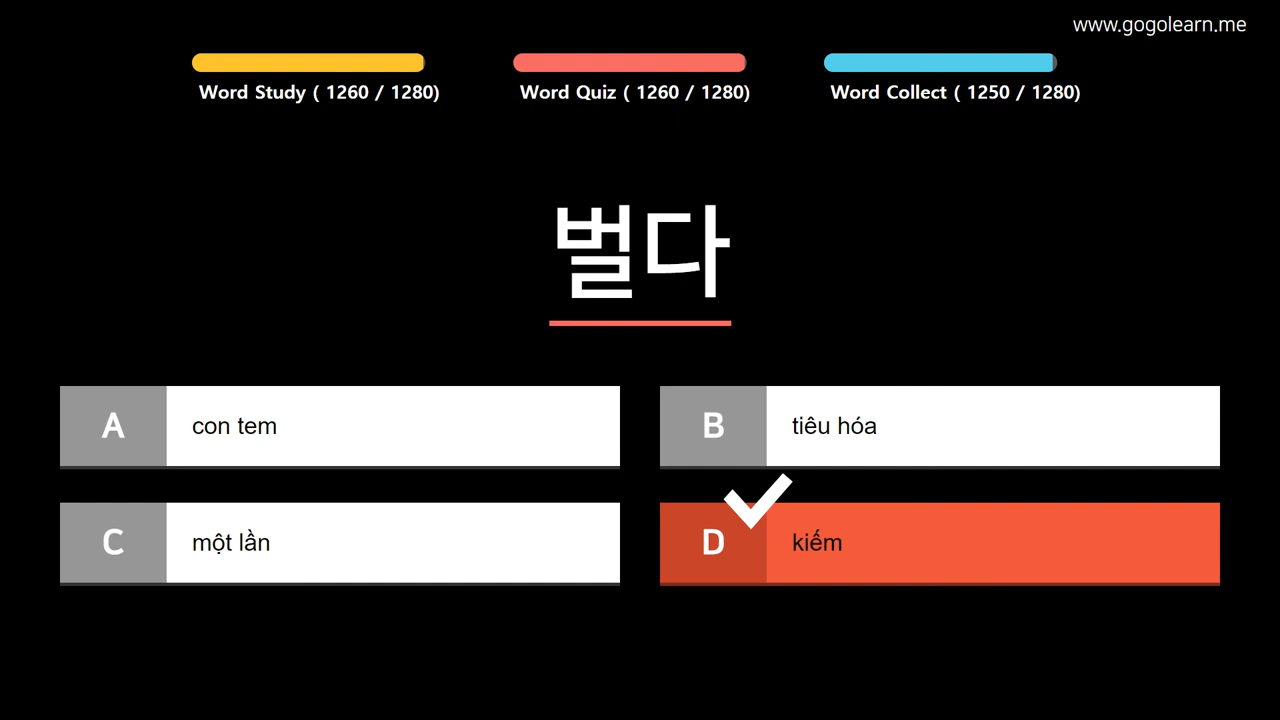 www.gogolearn.me
Word Study ( 1260 / 1280)
Word Quiz ( 1260 / 1280)
Word Collect ( 1250 / 1280)
벌다
A con tem
B tiêu hóa
C một lần
D kiếm